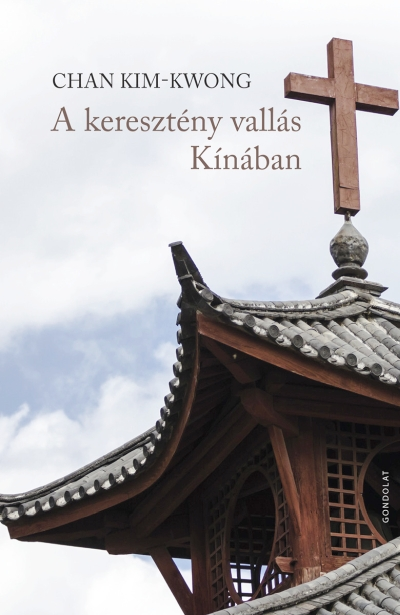 CHAN KIM-KWONG
A keresztény vallás
Kínában
GONDOLAT